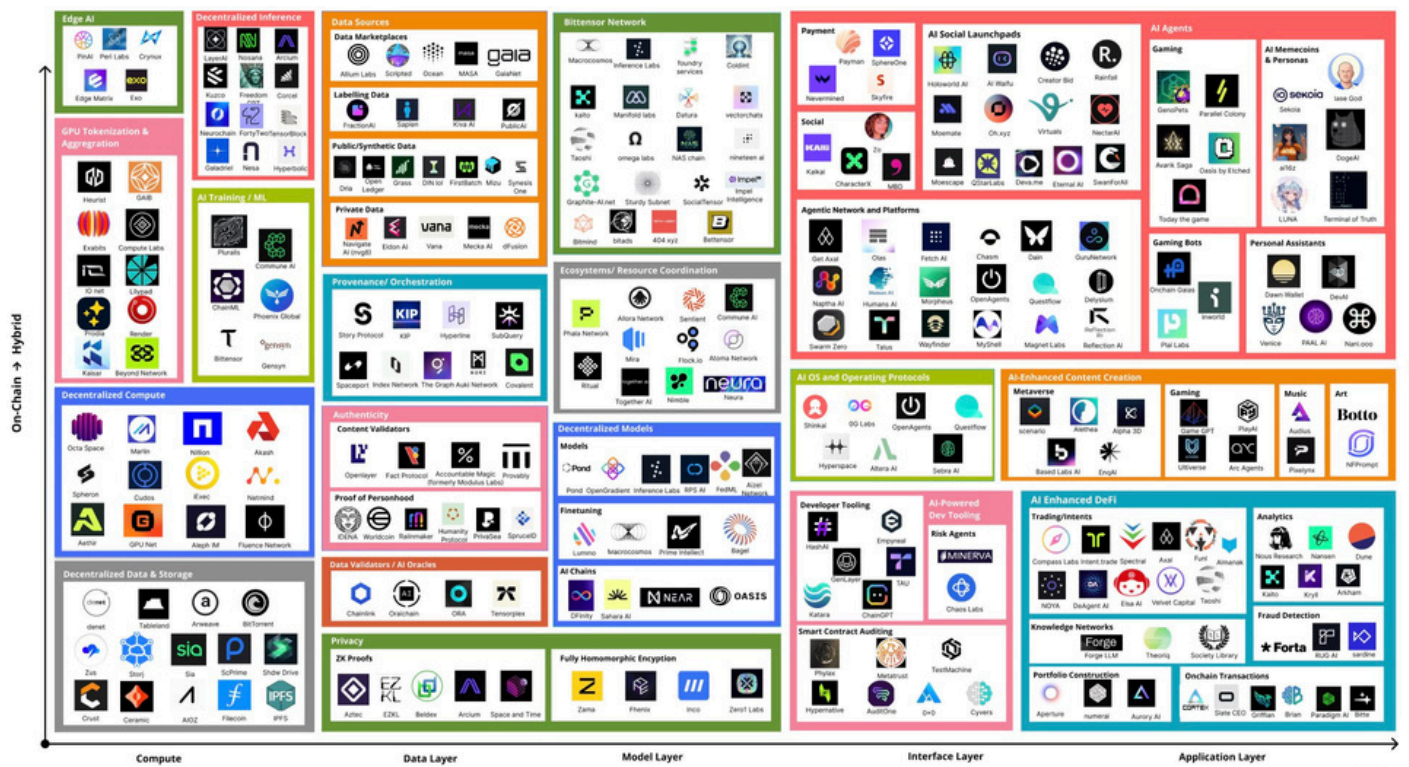 Edge AI
PinAI Peri Labs Crynux
Edge Matrix Exo
Decentralized Inference
LayerAI Nosana Arcium
Kuzco Freedom GPT Corcel
Neurochain FortyTwo TensorBlock
Galadriel Nesa Hyperbolic
GPU Tokenization & Aggregration
Heurist GAIB
Exabits Compute Labs
IO net Lilypad
Prodia Render
Kaisar Beyond Network
AI Training / ML
Pluralis Commune AI
ChainML Phoenix Global
Bittensor Gensyn
Decentralized Compute
Octa Space Marlin Nillion Akash
Spheron Cudos iExec Netmind
Aethir GPU Net Aleph IM Fluence Network
Decentralized Data & Storage
denet Tableland Arweave BitTorrent
Zus Storj Sia ScPrime Shdw Drive
Crust Ceramic AIOZ Filecoin IPFS
Data Sources
Data Marketplaces
Allium Labs Scripted Ocean MASA GaiaNet
Labelling Data
FractionAI Sapien Kiva AI PublicAI
Public/Synthetic Data
Dria Open Ledger Grass DIN lol FirstBatch Mizu Synesis One
Private Data
Navigate AI (nvg8) Eidon AI Vana Mecka AI dFusion
Provenance/ Orchestration
Story Protocol KIP Hyperline SubQuery
Spaceport Index Network The Graph Auki Network Covalent
Authenticity
Content Validators
Openlayer Fact Protocol Accountable Magic (formerly Modulus Labs) Provably
Proof of Personhood
IDENA Worldcoin Railnmaker Humanity Protocol PrivaSea SpruceID
Data Validators / AI Oracles
Chainlink Oraichain ORA Tensorplex
Privacy
ZK Proofs
Aztec EZKL Beldex Arcium Space and Time
Fully Homomorphic Encyption
Zama Fhenix Inco Zero1 Labs
Bittensor Network
Macrocosmos Inference Labs foundry services Coldint
kaito Manifold labs Datura vectorchats
Taoshi omega labs NAS chain nineteen ai
Graphite-AI.net Sturdy Subnet SocialTensor Impel Intelligence
Bitmind bitads 404 xyz Bettensor
Ecosystems/ Resource Coordination
Phala Network Allora Network Sentient Commune AI
Mira Flock.io Atoma Network
Ritual Together AI Nimble Neura
Decentralized Models
Models
Pond OpenGradient Inference Labs RPS AI FedML Aizel Network
Finetuning
Lummo Macrocosmos Prime Intellect Bagel
AI Chains
DFinity Sahara AI NEAR OASIS
Payment
Payman SphereOne
Nevermined Skyfire
Social
Zo
Kaikai CharacterX MBD
AI Social Launchpads
Holoworld AI Ai Waifu Creator Bid Rainfall
Moemate Oh.xyz Virtuals NectarAI
Moescape QStarLabs Deva.me Eternal AI SwanForAll
AI Agents
Gaming
GenoPets Parallel Colony
Avarik Saga Oasis by Etched
Today the game
AI Memecoins & Personas
Iase God
Sekoia DogeAI
ai16z
LUNA Terminal of Truth
Agentic Network and Platforms
Get Axal Olas Fetch AI Chasm Dain GuruNetwork
Naptha AI Humans AI Morpheus OpenAgents Questflow Delysium
Swarm Zero Talus Wayfinder MyShell Magnet Labs Reflection AI
Gaming Bots
Onchain Gaias Inworld
Plai Labs
Personal Assistants
Dawn Wallet DevAI
Venice PAAL AI Nani.ooo
AI OS and Operating Protocols
Shinkai GG Labs OpenAgents Questflow
Hyperspace Altera AI Sebra AI
AI-Enhanced Content Creation
Metaverse
scenario Alethea Alpha 3D
Based Labs AI EnqAI
Gaming
Game GPT PlayAI
Ultiverse Arc Agents
Music
Audius
Plaslynx
Art
Botto
NFPrompt
AI-Powered Dev Tooling
Developer Tooling
HashAI Empyreal
GenLayer TAU
Katara ChainGPT
Risk Agents
MINERVA
Chaos Labs
Smart Contract Auditing
Phylax Metatrust TestMachine
Hypernative AuditOne D+D Cyvers
AI Enhanced DeFi
Trading/Intents
Compass Labs Intent.trade Spectral Axal Funl Almanak
NOYA DeAgent AI Elsa AI Velvet Capital Taoshi
Knowledge Networks
Forge LLM Theoriq Society Library
Portfolio Construction
Aperture numeral Aurory AI
Analytics
Nous Research Nansen Dune
Kaito Kryll Arkham
Fraud Detection
Forta RUG AI sardine
Onchain Transactions
CORTEX Slate CEO Griffain Brian Paradigm AI Bitte
On-Chain → Hybrid
Compute Data Layer Model Layer Interface Layer Application Layer